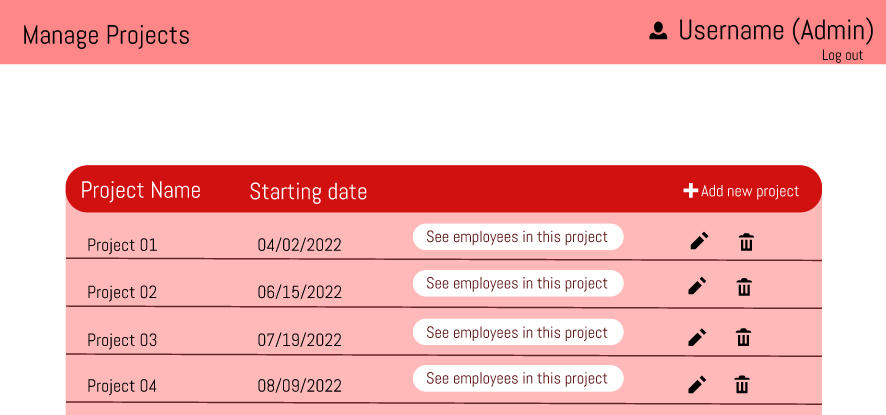 Manage Projects
Username (Admin)
Log out
Project Name Starting date Add new project
Project 01 04/02/2022 See employees in this project
Project 02 06/15/2022 See employees in this project
Project 03 07/19/2022 See employees in this project
Project 04 08/09/2022 See employees in this project